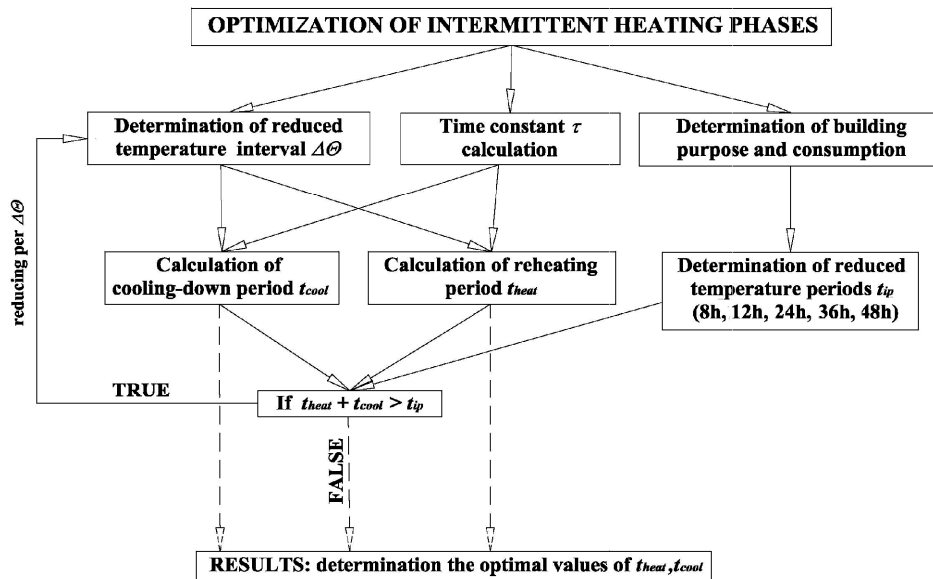 OPTIMIZATION OF INTERMITTENT HEATING PHASES
Determination of reduced
temperature interval ΔΘ
Time constant τ
calculation
Determination of building
purpose and consumption
reducing per ΔΘ
Calculation of
cooling-down period tcool
Calculation of reheating
period theat
Determination of reduced
temperature periods tip
(8h, 12h, 24h, 36h, 48h)
TRUE
If theat + tcool > tip
FALSE
RESULTS: determination the optimal values of theat,tcool